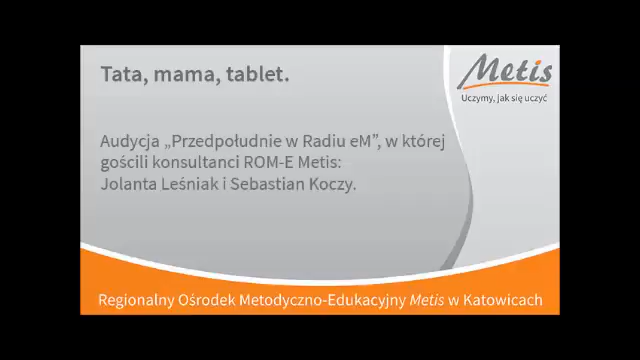 Tata, mama, tablet.
Metis
Uczymy, jak się uczyć
Audycja „Przedpołudnie w Radiu eM”, w której
gościli konsultanci ROM-E Metis:
Jolanta Leśniak i Sebastian Koczy.
Regionalny Ośrodek Metodyczno-Edukacyjny Metis w Katowicach